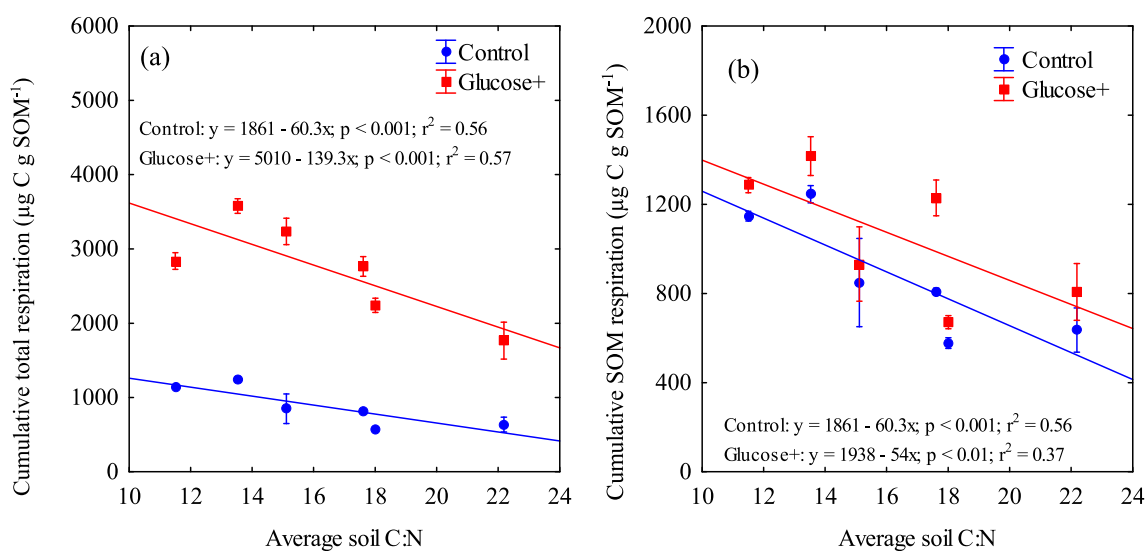 Cumulative total respiration (µg C g SOM⁻¹)
6000
5000
4000
3000
2000
1000
0
(a)
Control
Glucose+
Control: y = 1861 - 60.3x; p < 0.001; r² = 0.56
Glucose+: y = 5010 - 139.3x; p < 0.001; r² = 0.57
10 12 14 16 18 20 22 24
Average soil C:N
Cumulative SOM respiration (µg C g SOM⁻¹)
2000
1600
1200
800
400
0
(b)
Control
Glucose+
Control: y = 1861 - 60.3x; p < 0.001; r² = 0.56
Glucose+: y = 1938 - 54x; p < 0.01; r² = 0.37
10 12 14 16 18 20 22 24
Average soil C:N